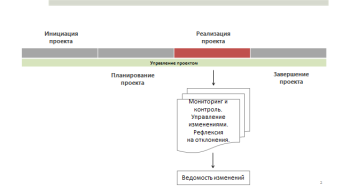 Инициация
проекта
Реализация
проекта
Управление проектом
Планирование
проекта
Завершение
проекта
Мониторинг и
контроль.
Управление
изменениями.
Рефлексия
на отклонения.
Ведомость изменений
2